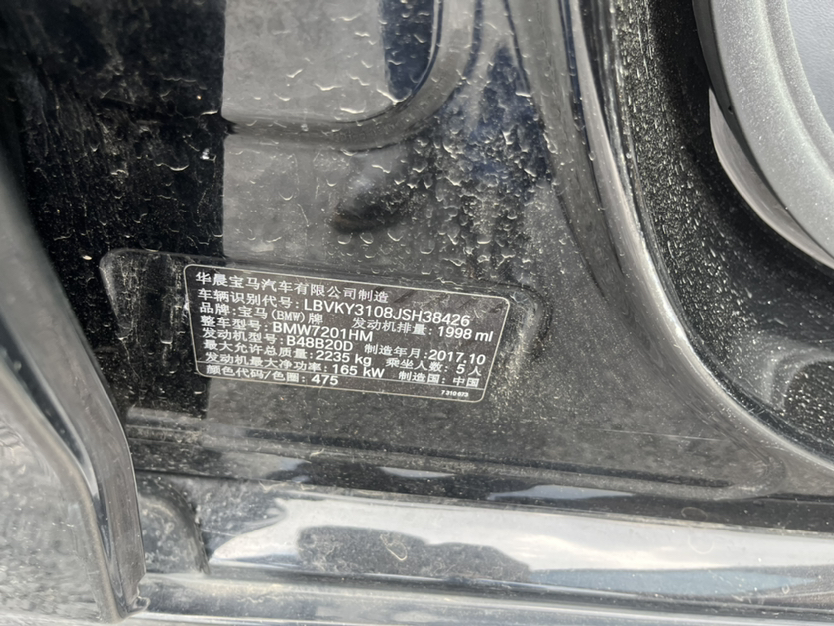 华晨宝马汽车有限公司制造
车辆识别代号: LBVKY3108JSH38426
品牌: 宝马(BMW)牌 发动机排量: 1998 ml
整车型号: BMW7201HM
发动机型号: B48B20D 制造年月: 2017.10
最大允许总质量: 2235 kg 乘坐人数: 5 人
发动机最大净功率: 165 kW 制造国: 中国
颜色代码/色圈: 475
7 310 673